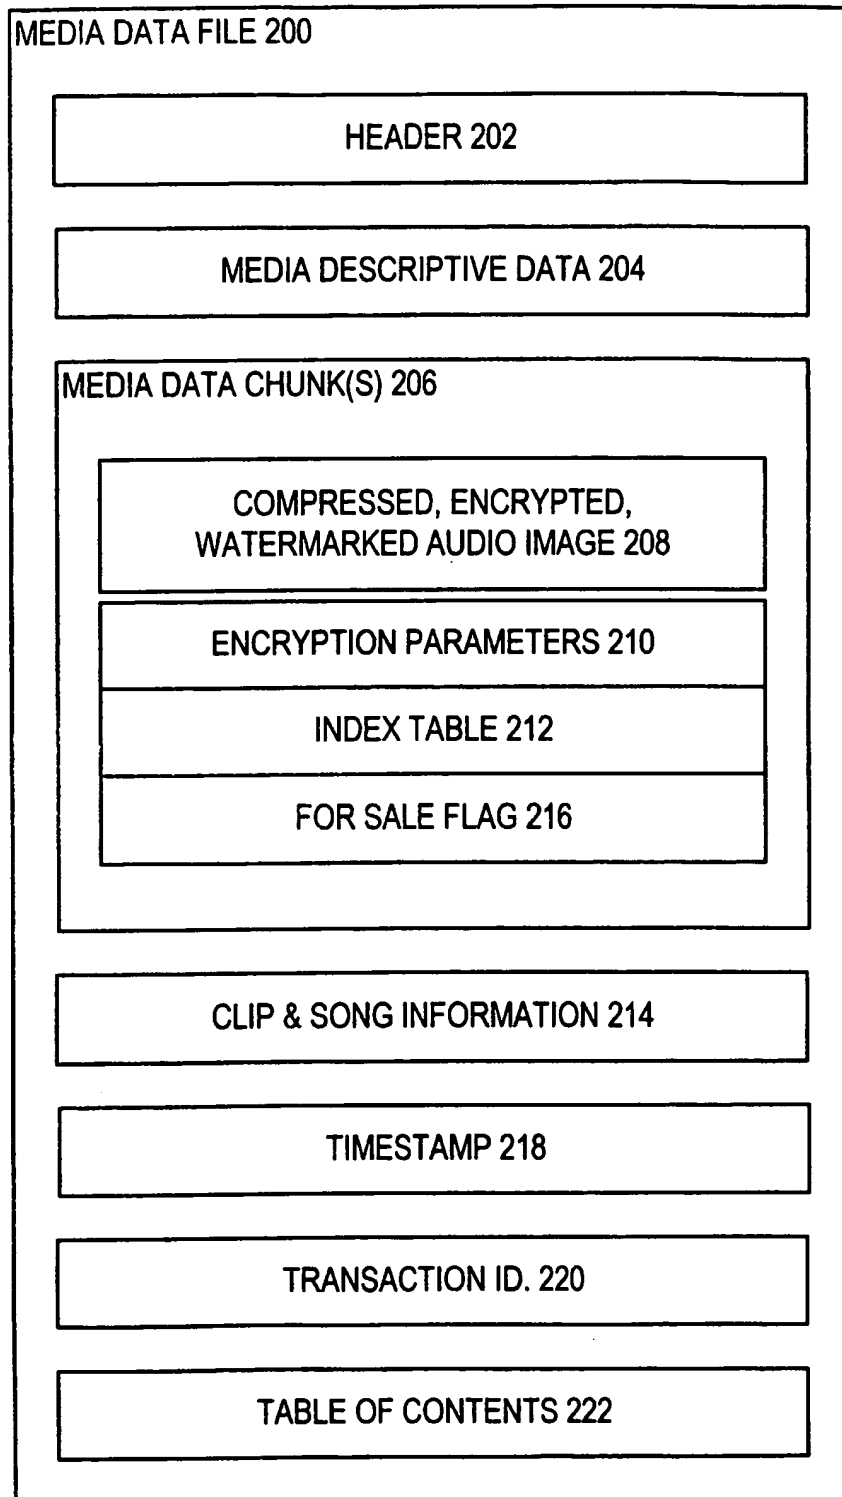 MEDIA DATA FILE 200
HEADER 202
MEDIA DESCRIPTIVE DATA 204
MEDIA DATA CHUNK(S) 206
COMPRESSED, ENCRYPTED,
WATERMARKED AUDIO IMAGE 208
ENCRYPTION PARAMETERS 210
INDEX TABLE 212
FOR SALE FLAG 216
CLIP & SONG INFORMATION 214
TIMESTAMP 218
TRANSACTION ID. 220
TABLE OF CONTENTS 222